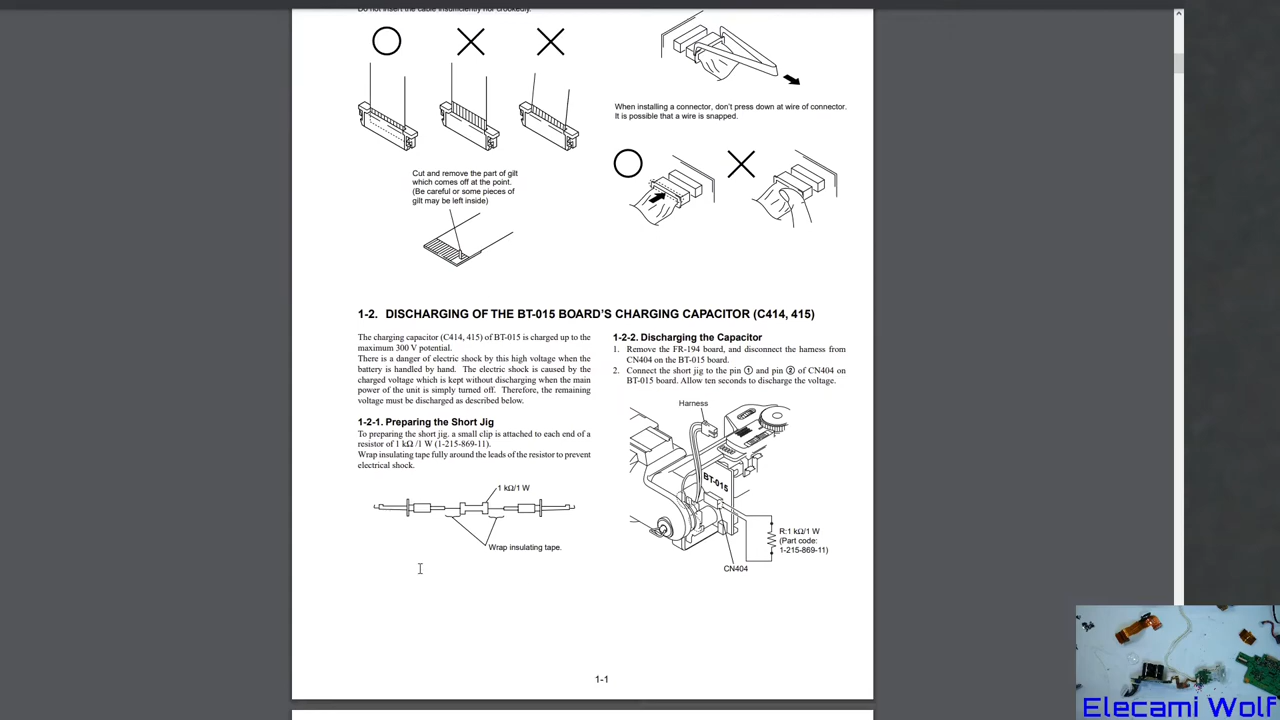 Do not insert the cable insufficiently nor crookedly.
When installing a connector, don't press down at wire of connector.
It is possible that a wire is snapped.
Cut and remove the part of gilt
which comes off at the point.
(Be careful or some pieces of
gilt may be left inside)
1-2. DISCHARGING OF THE BT-015 BOARD'S CHARGING CAPACITOR (C414, 415)
The charging capacitor (C414, 415) of BT-015 is charged up to the
maximum 300 V potential.
There is a danger of electric shock by this high voltage when the
battery is handled by hand. The electric shock is caused by the
charged voltage which is kept without discharging when the main
power of the unit is simply turned off. Therefore, the remaining
voltage must be discharged as described below.
1-2-1. Preparing the Short Jig
To preparing the short jig. a small clip is attached to each end of a
resistor of 1 kΩ /1 W (1-215-869-11).
Wrap insulating tape fully around the leads of the resistor to prevent
electrical shock.
1 kΩ/1 W
Wrap insulating tape.
1-2-2. Discharging the Capacitor
1. Remove the FR-194 board, and disconnect the harness from
CN404 on the BT-015 board.
2. Connect the short jig to the pin ① and pin ② of CN404 on
BT-015 board. Allow ten seconds to discharge the voltage.
Harness
BT-015
R:1 kΩ/1 W
(Part code:
1-215-869-11)
CN404
1-1
Elecami Wolf